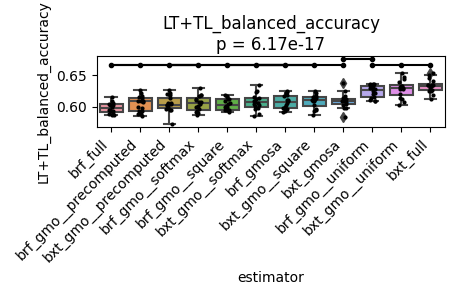 LT+TL_balanced_accuracy
p = 6.17e-17
LT+TL_balanced_accuracy
0.65
0.60
brf_full
brf_gmo__precomputed
bxt_gmo__precomputed
brf_gmo__softmax
brf_gmo__square
bxt_gmo__softmax
brf_gmosa
bxt_gmo__square
bxt_gmosa
brf_gmo__uniform
bxt_gmo__uniform
bxt_full
estimator